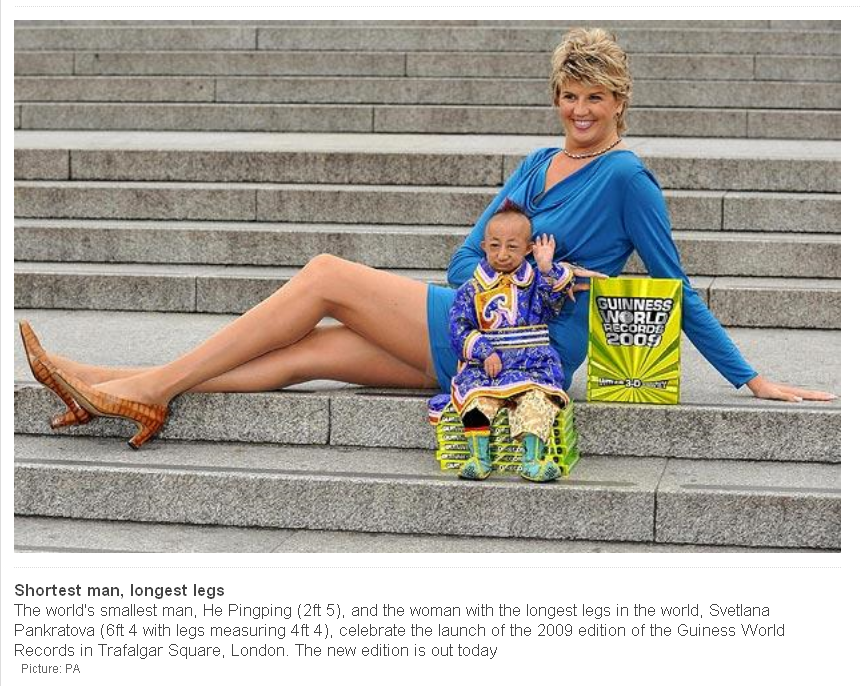 GUINNESS
WORLD
RECORDS
2009
3-D
Shortest man, longest legs
The world's smallest man, He Pingping (2ft 5), and the woman with the longest legs in the world, Svetlana
Pankratova (6ft 4 with legs measuring 4ft 4), celebrate the launch of the 2009 edition of the Guiness World
Records in Trafalgar Square, London. The new edition is out today
Picture: PA